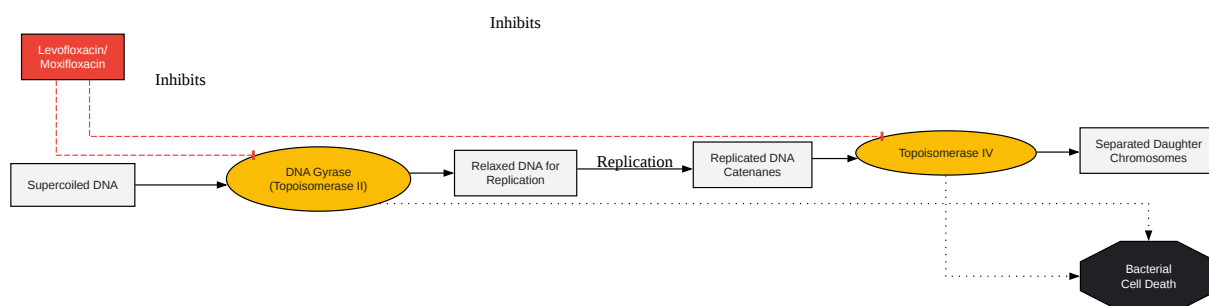 Inhibits
Levofloxacin/
Moxifloxacin
Inhibits
Supercoiled DNA
DNA Gyrase
(Topoisomerase II)
Relaxed DNA for
Replication
Replication
Replicated DNA
Catenanes
Topoisomerase IV
Separated Daughter
Chromosomes
Bacterial
Cell Death